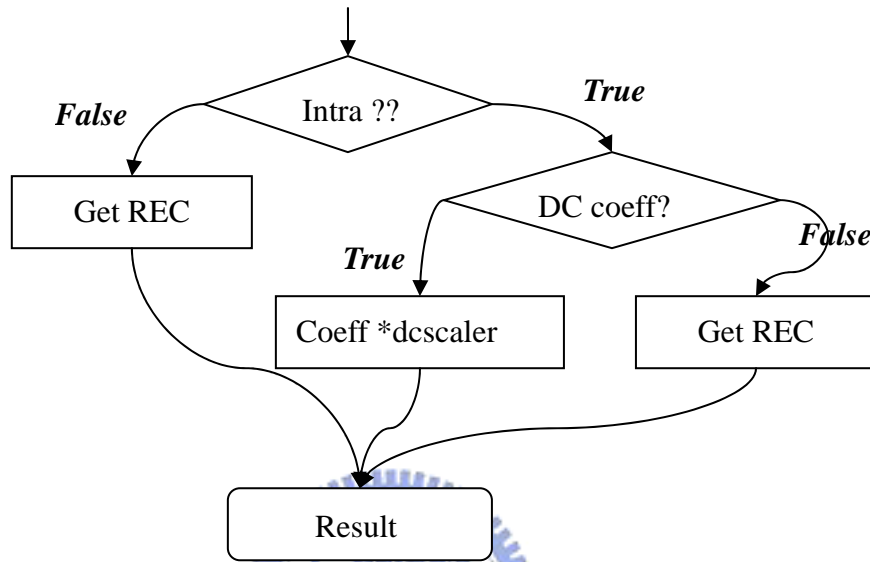 Intra ??
False
True
Get REC
DC coeff?
True
False
Coeff *dcscaler
Get REC
Result